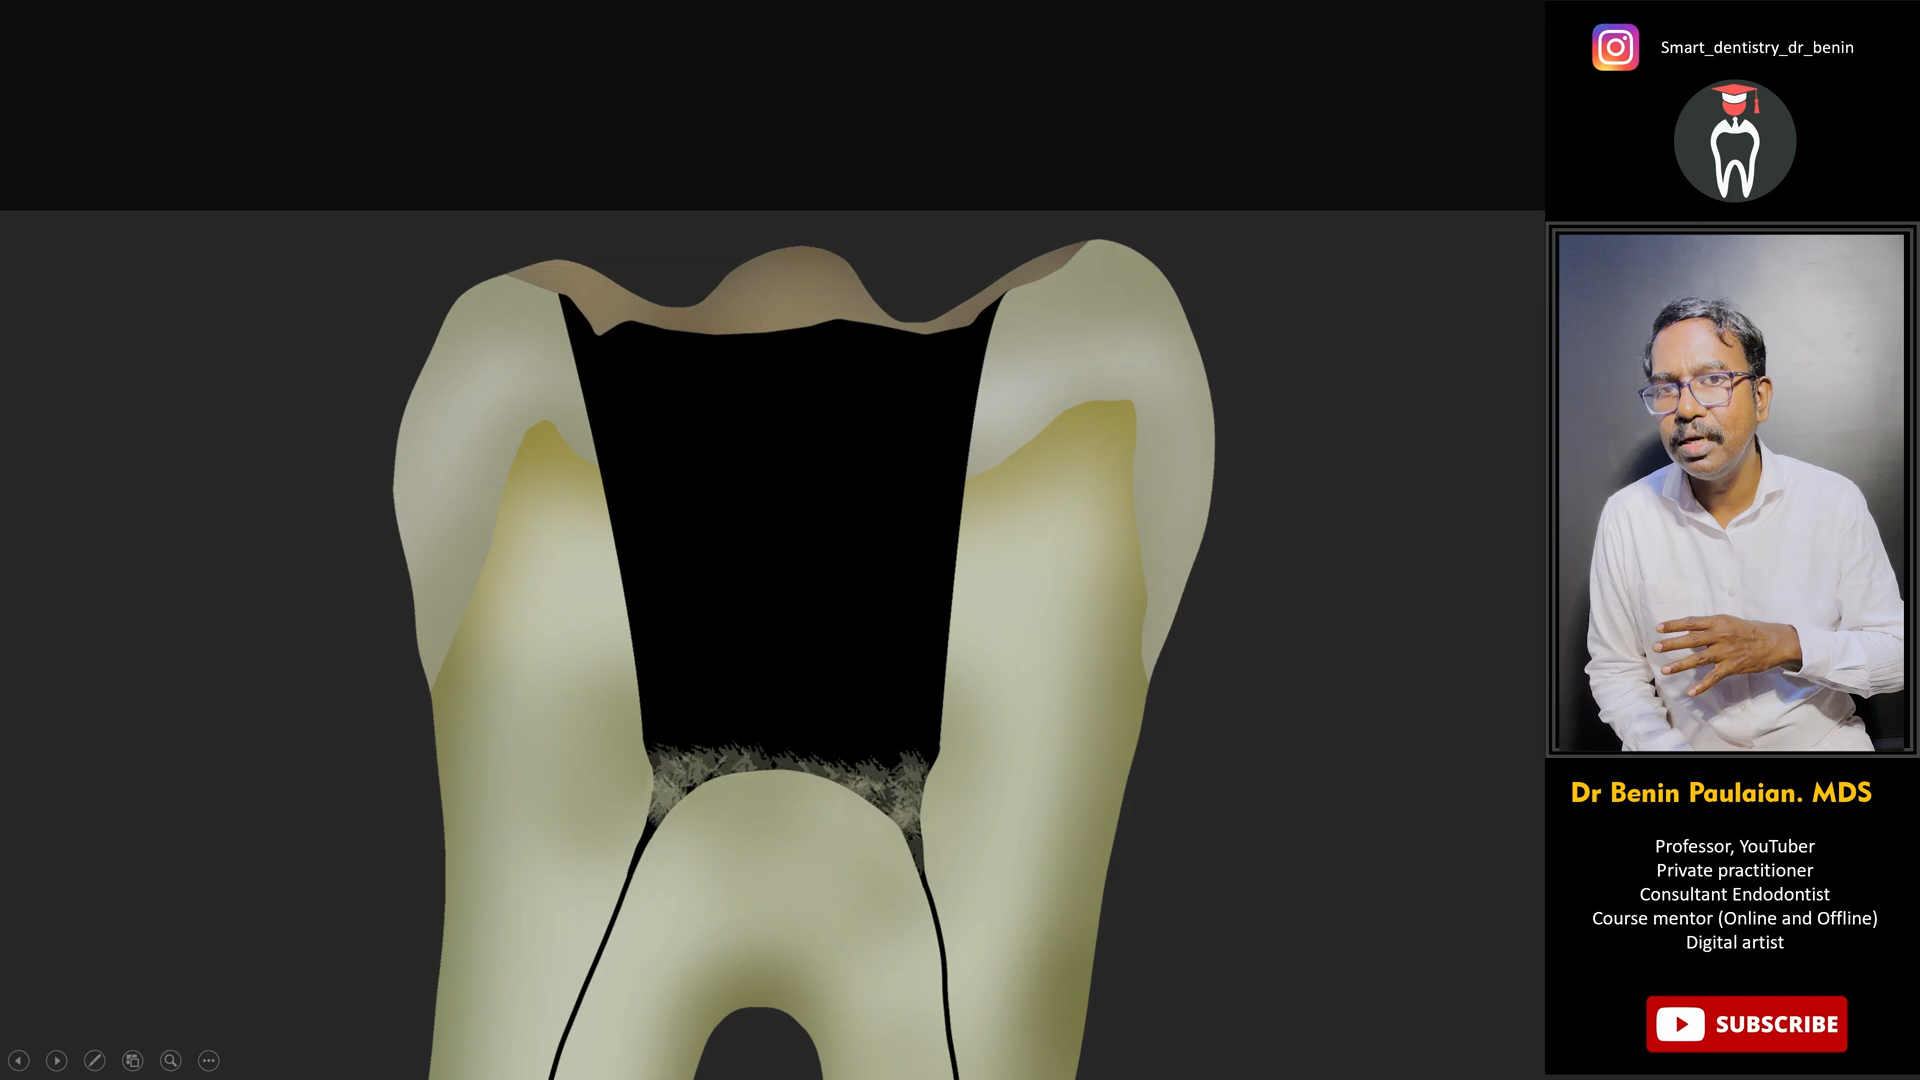 Smart_dentistry_dr_benin
Dr Benin Paulaian. MDS
Professor, YouTuber
Private practitioner
Consultant Endodontist
Course mentor (Online and Offline)
Digital artist
SUBSCRIBE